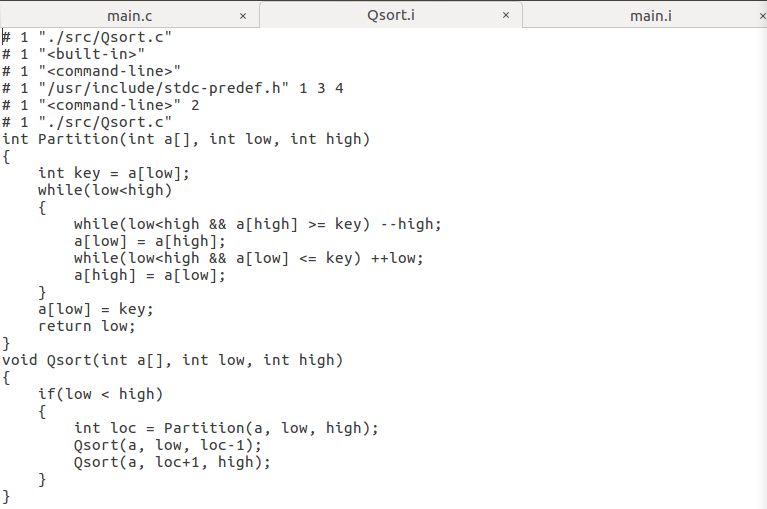 main.c × Qsort.i × main.i ×
# 1 "./src/Qsort.c"
# 1 "<built-in>"
# 1 "<command-line>"
# 1 "/usr/include/stdc-predef.h" 1 3 4
# 1 "<command-line>" 2
# 1 "./src/Qsort.c"
int Partition(int a[], int low, int high)
{
    int key = a[low];
    while(low<high)
    {
        while(low<high && a[high] >= key) --high;
        a[low] = a[high];
        while(low<high && a[low] <= key) ++low;
        a[high] = a[low];
    }
    a[low] = key;
    return low;
}
void Qsort(int a[], int low, int high)
{
    if(low < high)
    {
        int loc = Partition(a, low, high);
        Qsort(a, low, loc-1);
        Qsort(a, loc+1, high);
    }
}